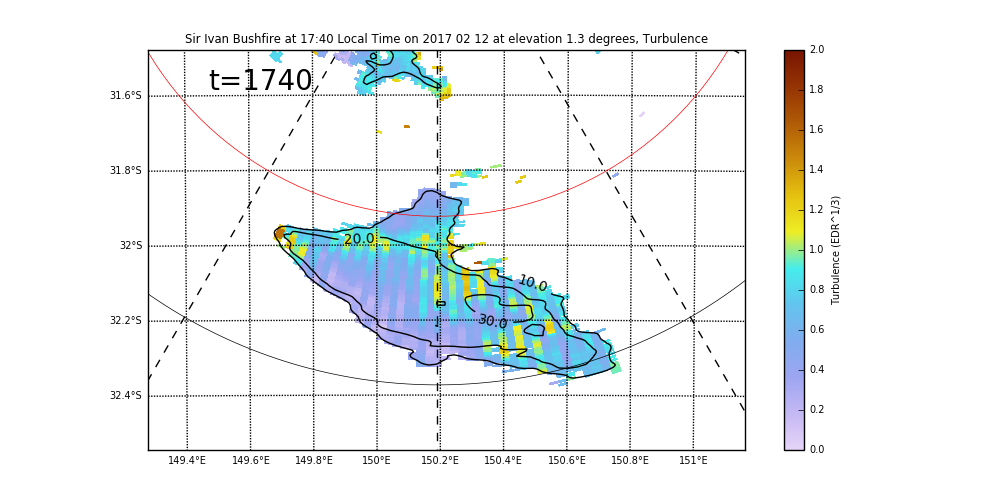 Sir Ivan Bushfire at 17:40 Local Time on 2017 02 12 at elevation 1.3 degrees, Turbulence
t=1740
31.6°S
31.8°S
32°S
32.2°S
32.4°S
149.4°E 149.6°E 149.8°E 150°E 150.2°E 150.4°E 150.6°E 150.8°E 151°E
20.0
10.0
30.0
2.0
1.8
1.6
1.4
1.2
1.0
0.8
0.6
0.4
0.2
0.0
Turbulence (EDR^1/3)